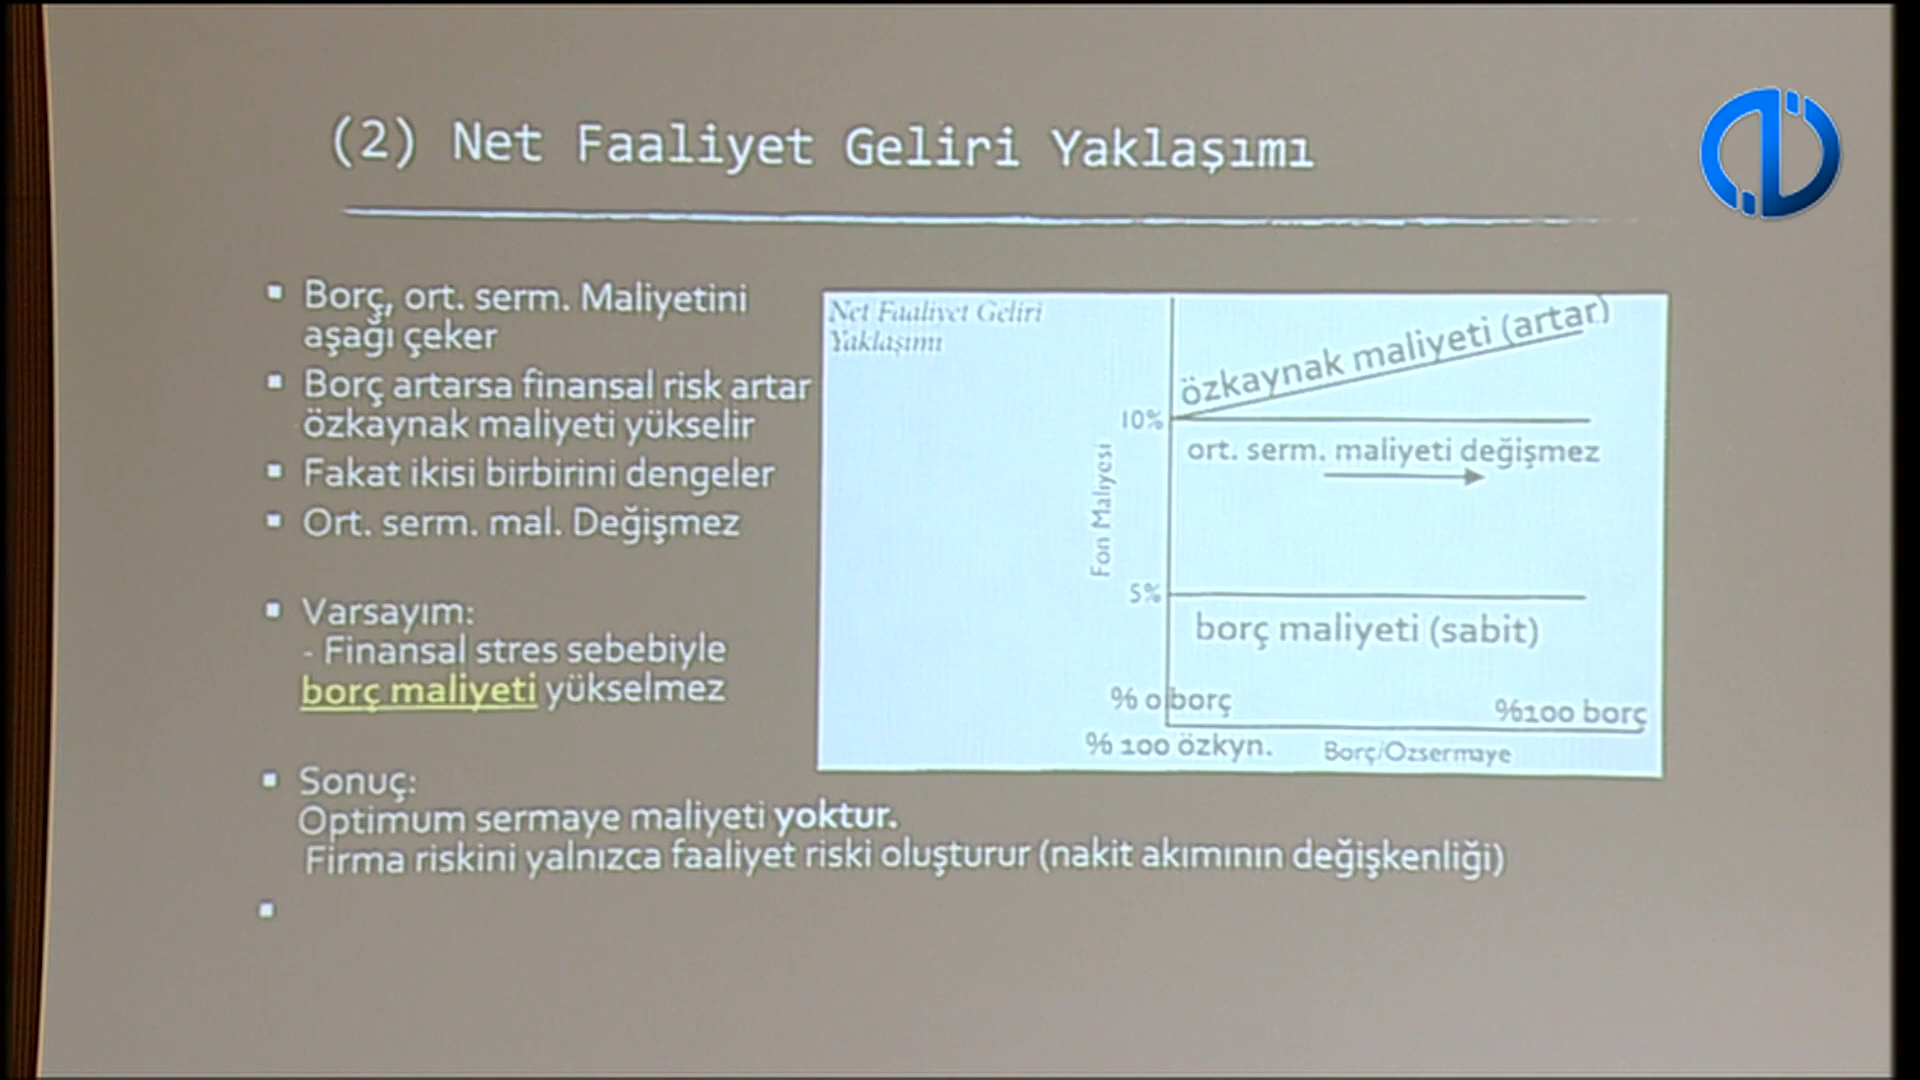 (2) Net Faaliyet Geliri Yaklaşımı
Borç, ort. serm. Maliyetini
aşağı çeker
Borç artarsa finansal risk artar
özkaynak maliyeti yükselir
Fakat ikisi birbirini dengeler
Ort. serm. mal. Değişmez
Varsayım:
- Finansal stres sebebiyle
borç maliyeti yükselmez
Sonuç:
Optimum sermaye maliyeti yoktur.
Firma riskini yalnızca faaliyet riski oluşturur (nakit akımının değişkenliği)
Net Faaliyet Geliri
Yaklaşımı
özkaynak maliyeti (artar)
10%
ort. serm. maliyeti değişmez
Fon Maliyesi
5%
borç maliyeti (sabit)
% 0 borç
%100 borç
% 100 özkyn.
Borç/Ozsermaye